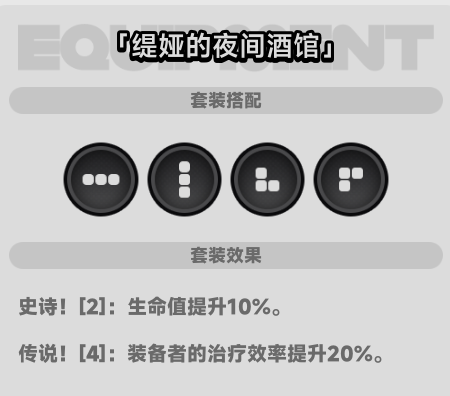 EQUIPMENT
「缇娅的夜间酒馆」
套装搭配
套装效果
史诗！[2]：生命值提升10%。
传说！[4]：装备者的治疗效率提升20%。